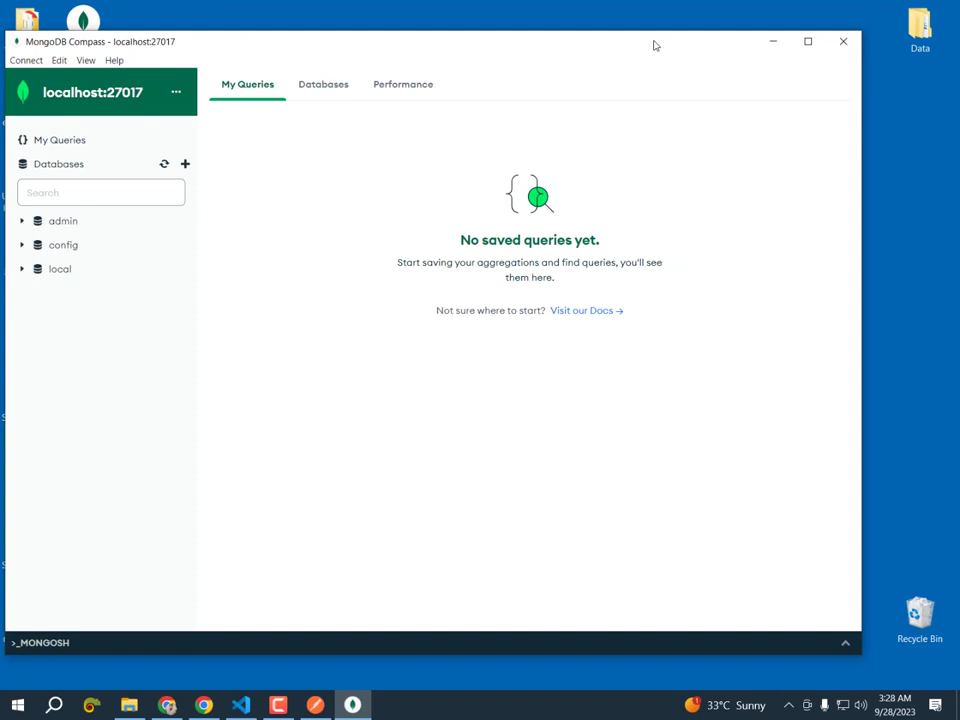 Data
MongoDB Compass - localhost:27017
Connect Edit View Help
localhost:27017 ...
My Queries Databases Performance
{} My Queries
Databases
Search
admin
config
local
No saved queries yet.
Start saving your aggregations and find queries, you'll see
them here.
Not sure where to start? Visit our Docs →
>_MONGOSH
Recycle Bin
1
33°C Sunny
3:28 AM
9/28/2023